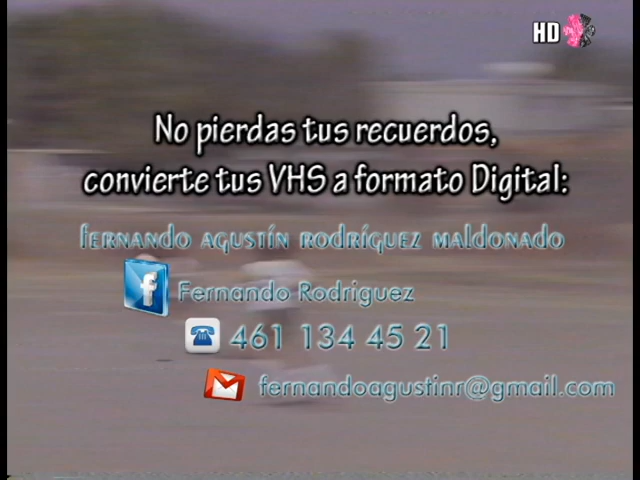 HD
No pierdas tus recuerdos,
convierte tus VHS a formato Digital:
Fernando Agustín Rodríguez Maldonado
f Fernando Rodriguez
461 134 45 21
fernandoagustinr@gmail.com